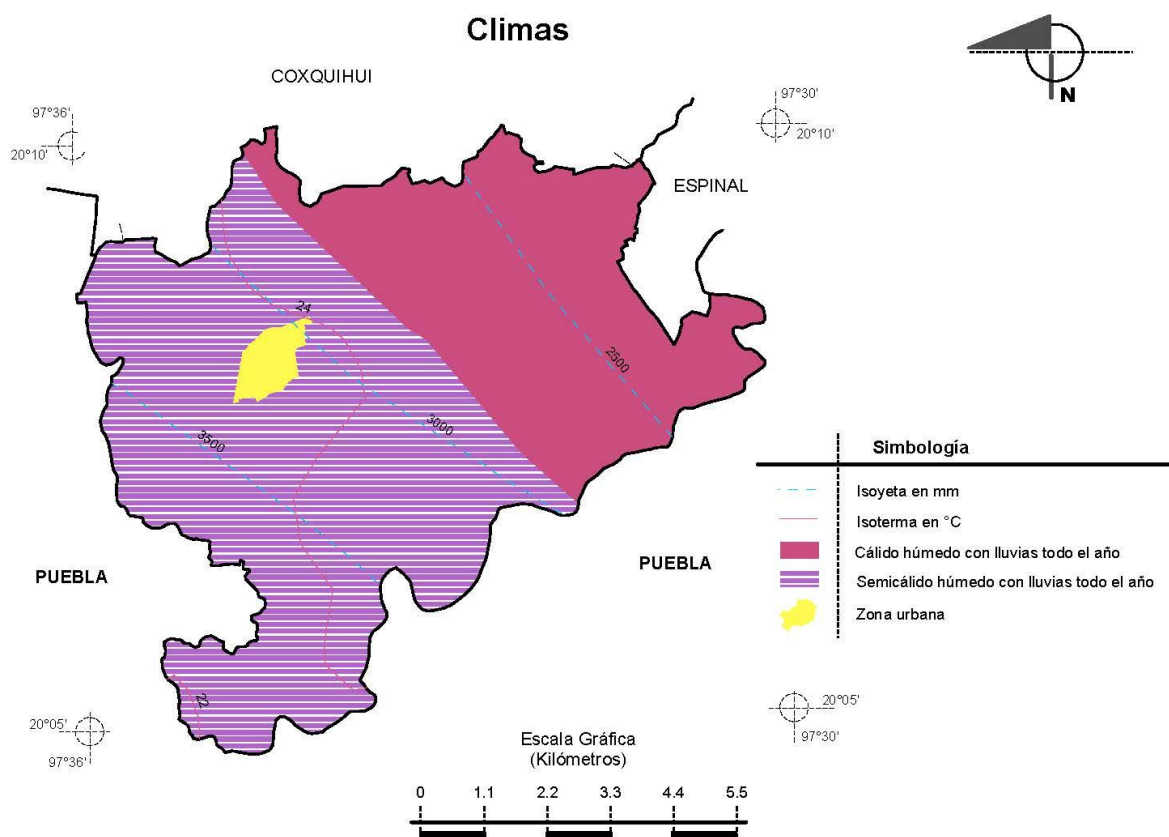 Climas
COXQUIHUI
N
97°36'
20°10'
97°30'
20°10'
ESPINAL
24
2500
3000
3500
Simbología
Isoyeta en mm
Isoterma en °C
Cálido húmedo con lluvias todo el año
Semicálido húmedo con lluvias todo el año
Zona urbana
PUEBLA
PUEBLA
22
20°05'
97°36'
20°05'
97°30'
Escala Gráfica
(Kilómetros)
0 1.1 2.2 3.3 4.4 5.5